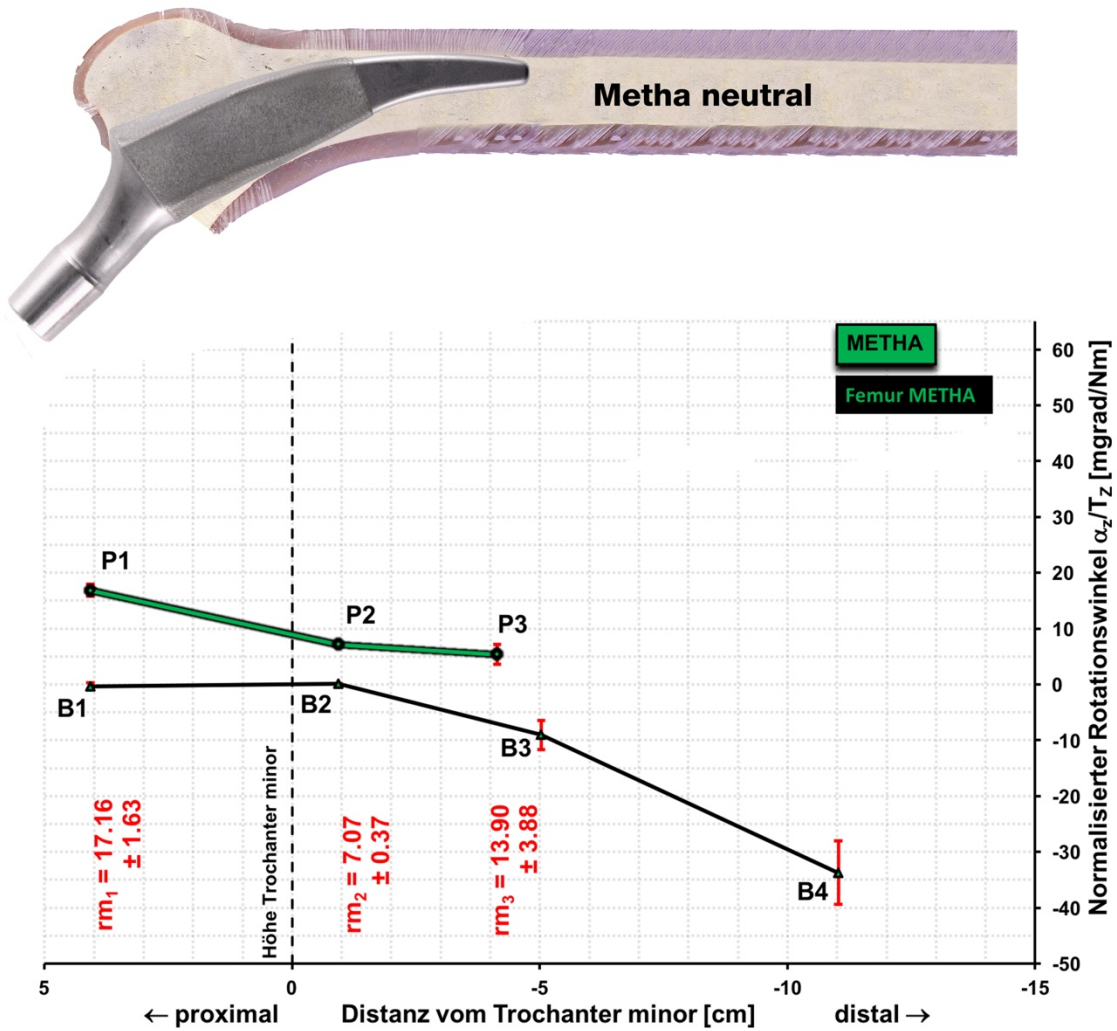 Metha neutral
METHA
Femur METHA
60
50
40
30
20
10
0
-10
-20
-30
-40
-50
Normalisierter Rotationswinkel αz/TZ [mgrad/Nm]
P1
P2
P3
B1
B2
B3
B4
rm1 = 17.16
± 1.63
Höhe Trochanter minor
rm2 = 7.07
± 0.37
rm3 = 13.90
± 3.88
5 0 -5 -10 -15
← proximal Distanz vom Trochanter minor [cm] distal →